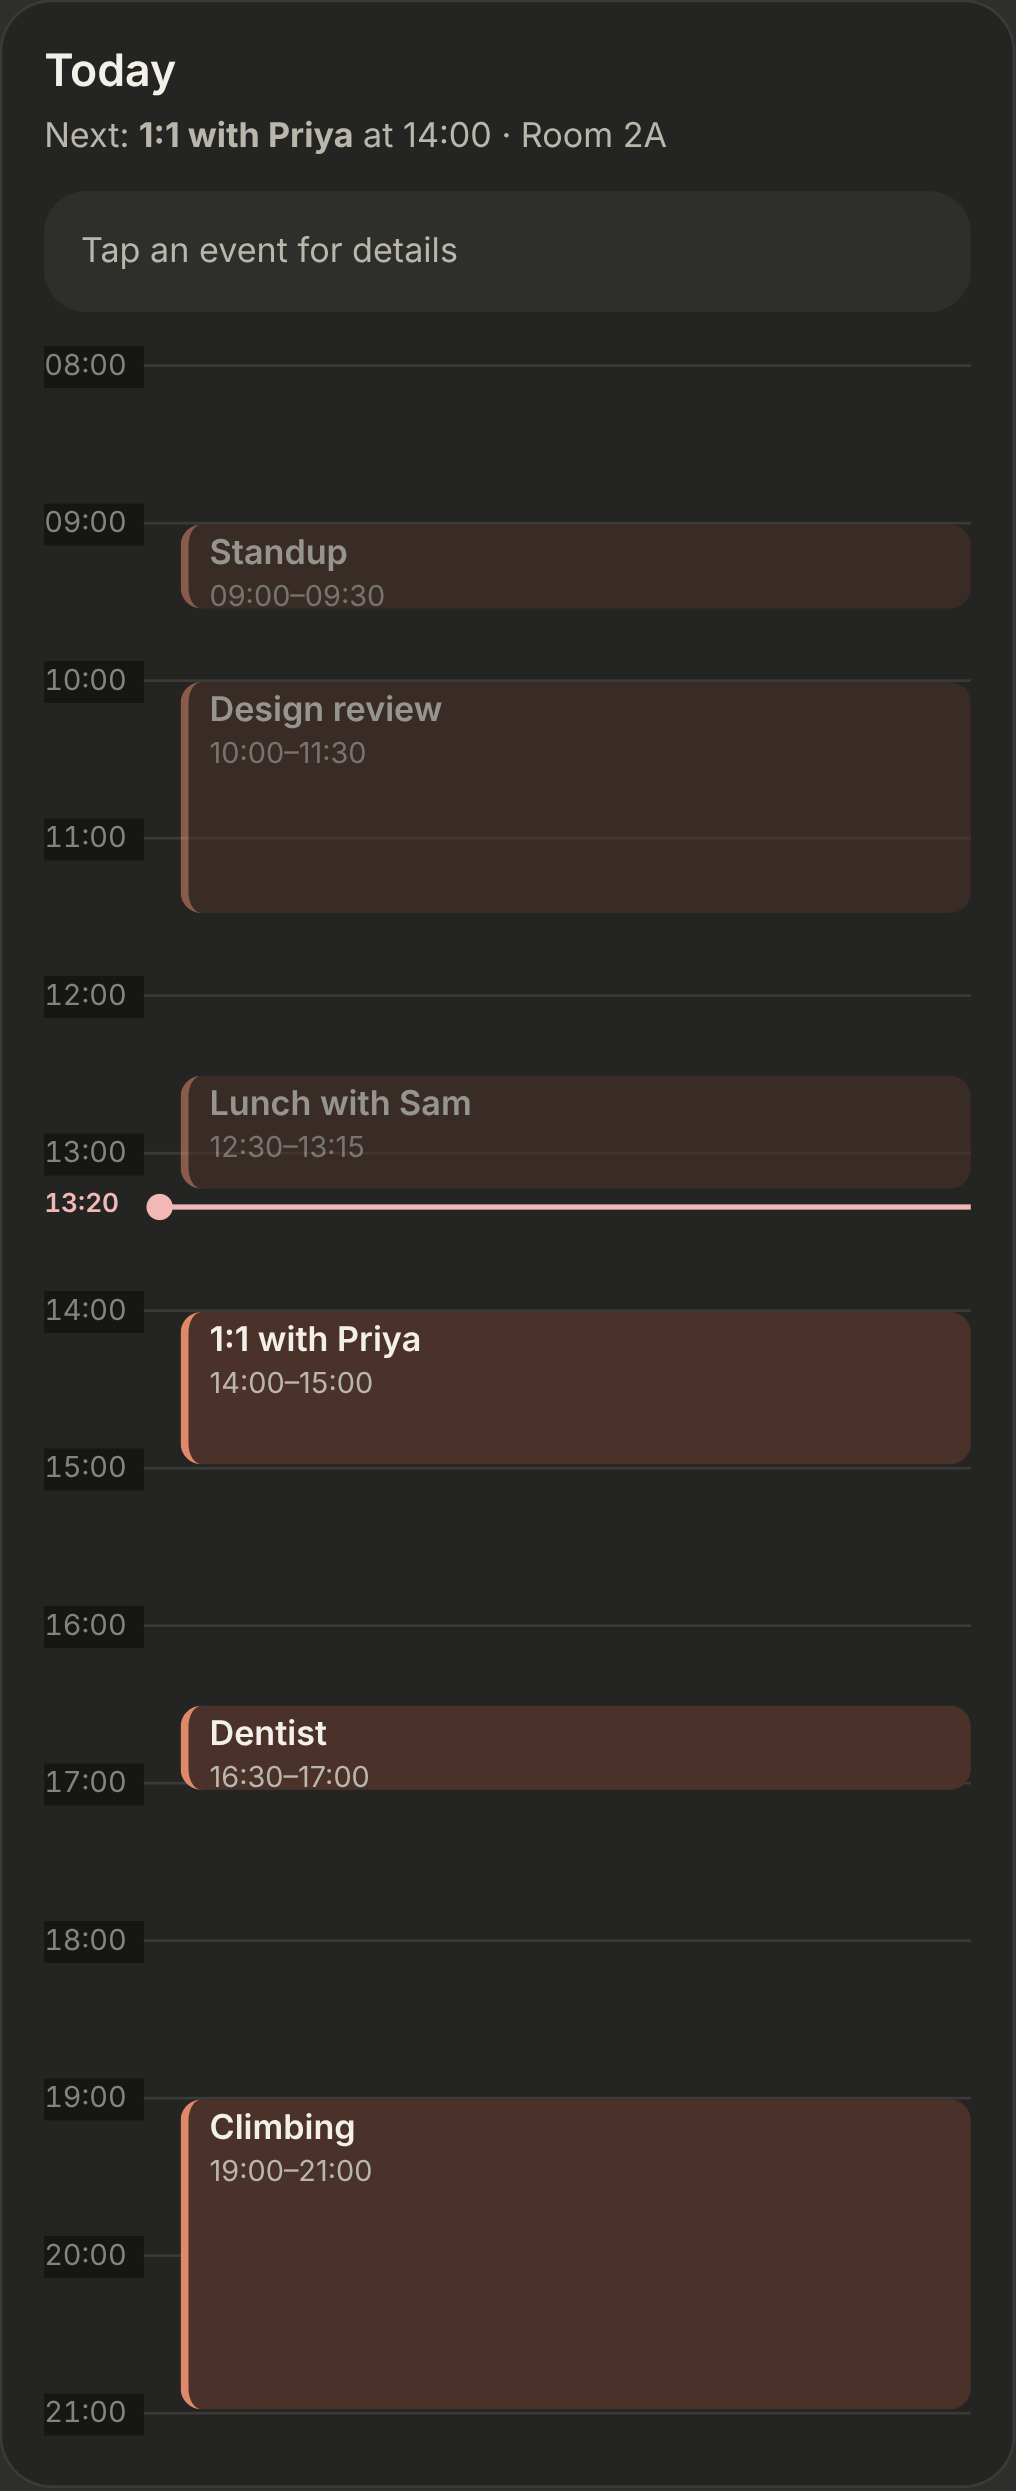 Today
Next: 1:1 with Priya at 14:00 · Room 2A
Tap an event for details
08:00
09:00
Standup
09:00–09:30
10:00
Design review
10:00–11:30
11:00
12:00
Lunch with Sam
12:30–13:15
13:00
13:20
14:00
1:1 with Priya
14:00–15:00
15:00
16:00
Dentist
16:30–17:00
17:00
18:00
19:00
Climbing
19:00–21:00
20:00
21:00